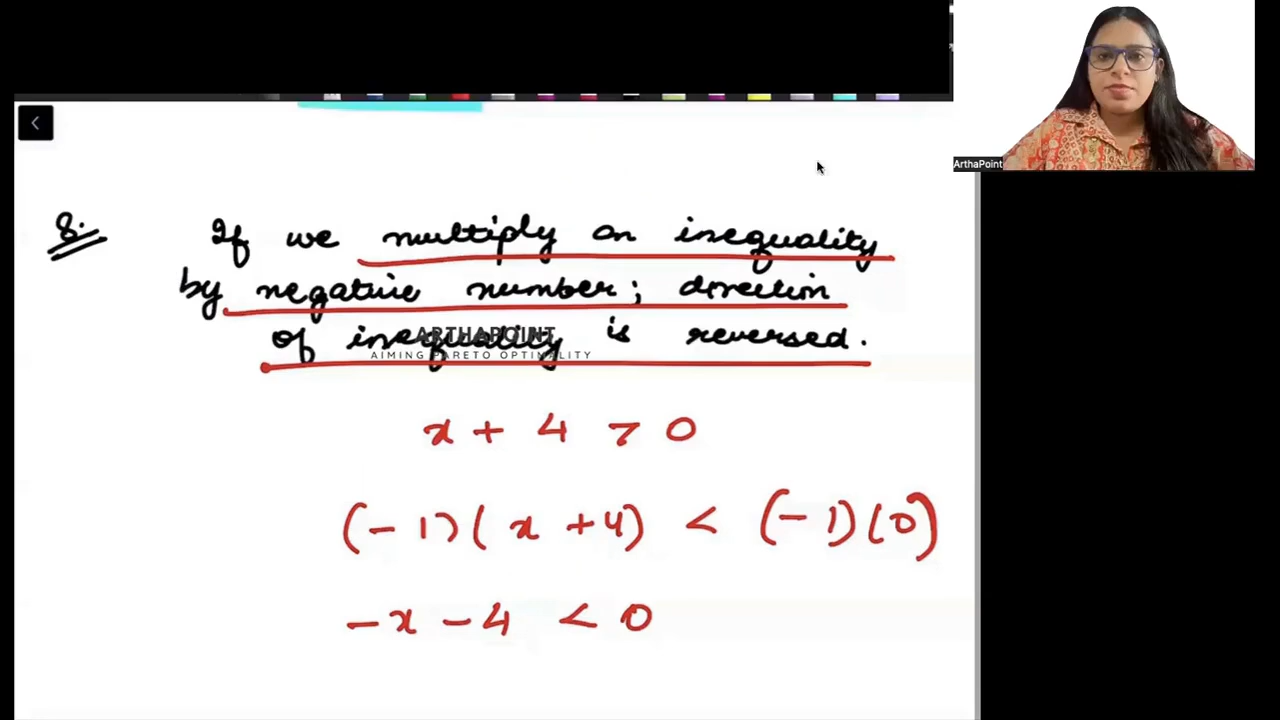 ArthaPoint
8. If we multiply an inequality
by negative number; direction
of inequality is reversed.
ARTHAPOINT
AIMING PARETO OPTIMALITY
x + 4 > 0
(-1)(x + 4) < (-1)(0)
-x - 4 < 0